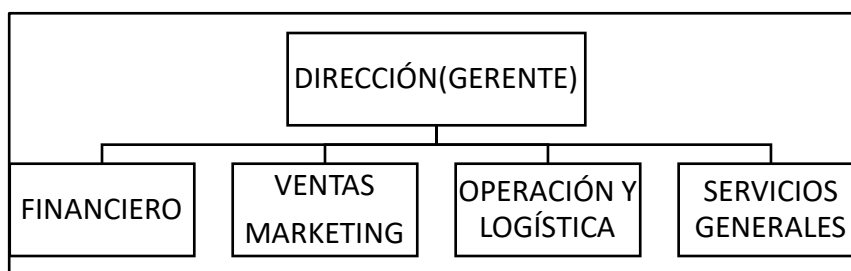 DIRECCIÓN(GERENTE)
FINANCIERO
VENTAS
MARKETING
OPERACIÓN Y
LOGÍSTICA
SERVICIOS
GENERALES